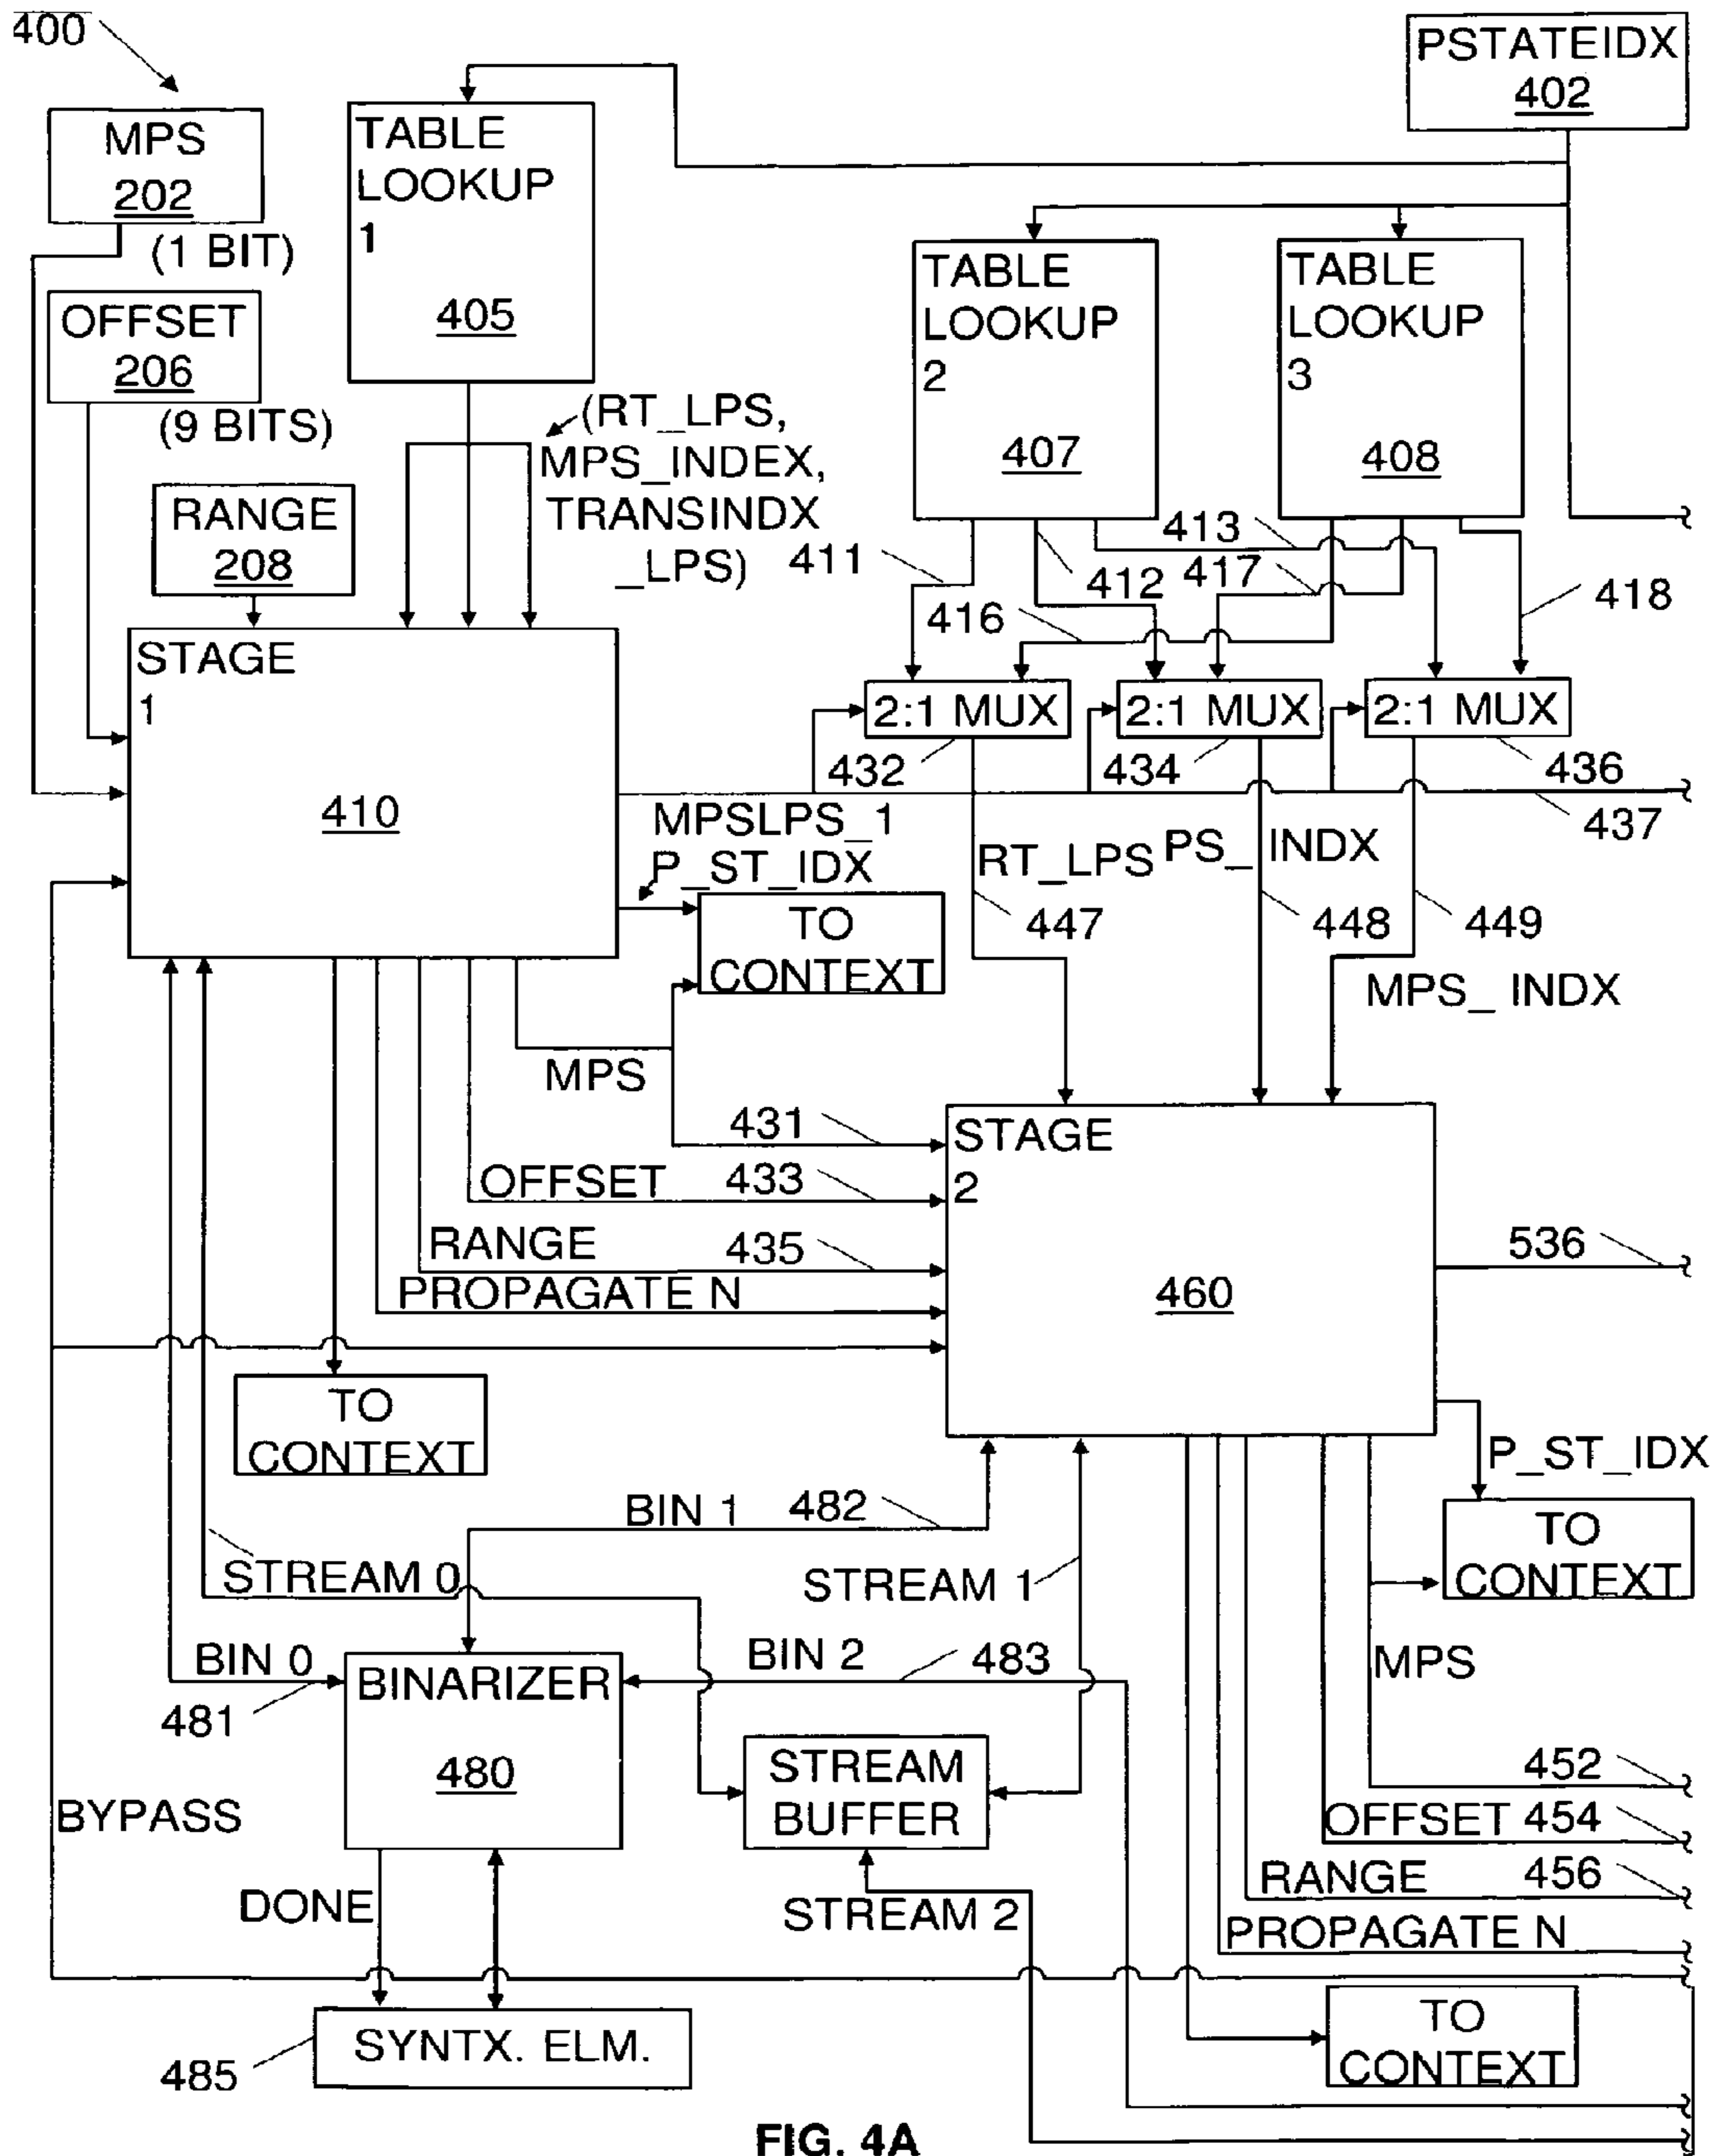 400
PSTATEIDX
402
MPS
202
(1 BIT)
TABLE
LOOKUP
1
405
OFFSET
206
(9 BITS)
TABLE
LOOKUP
2
407
TABLE
LOOKUP
3
408
(RT_LPS,
MPS_INDEX,
TRANSINDX
_LPS)
RANGE
208
411
412
413
417
416
418
STAGE
1
410
2:1 MUX
2:1 MUX
2:1 MUX
432
434
436
437
MPSLPS_1
P_ST_IDX
RT_LPS
PS_ INDX
447
448
449
TO
CONTEXT
MPS_ INDX
MPS
431
STAGE
2
460
OFFSET
433
RANGE
435
PROPAGATE N
536
TO
CONTEXT
P_ST_IDX
BIN 1
482
TO
CONTEXT
STREAM 0
STREAM 1
BIN 0
481
BINARIZER
480
BIN 2
483
MPS
STREAM
BUFFER
452
BYPASS
OFFSET 454
RANGE
456
DONE
STREAM 2
PROPAGATE N
SYNTX. ELM.
485
TO
CONTEXT
FIG. 4A